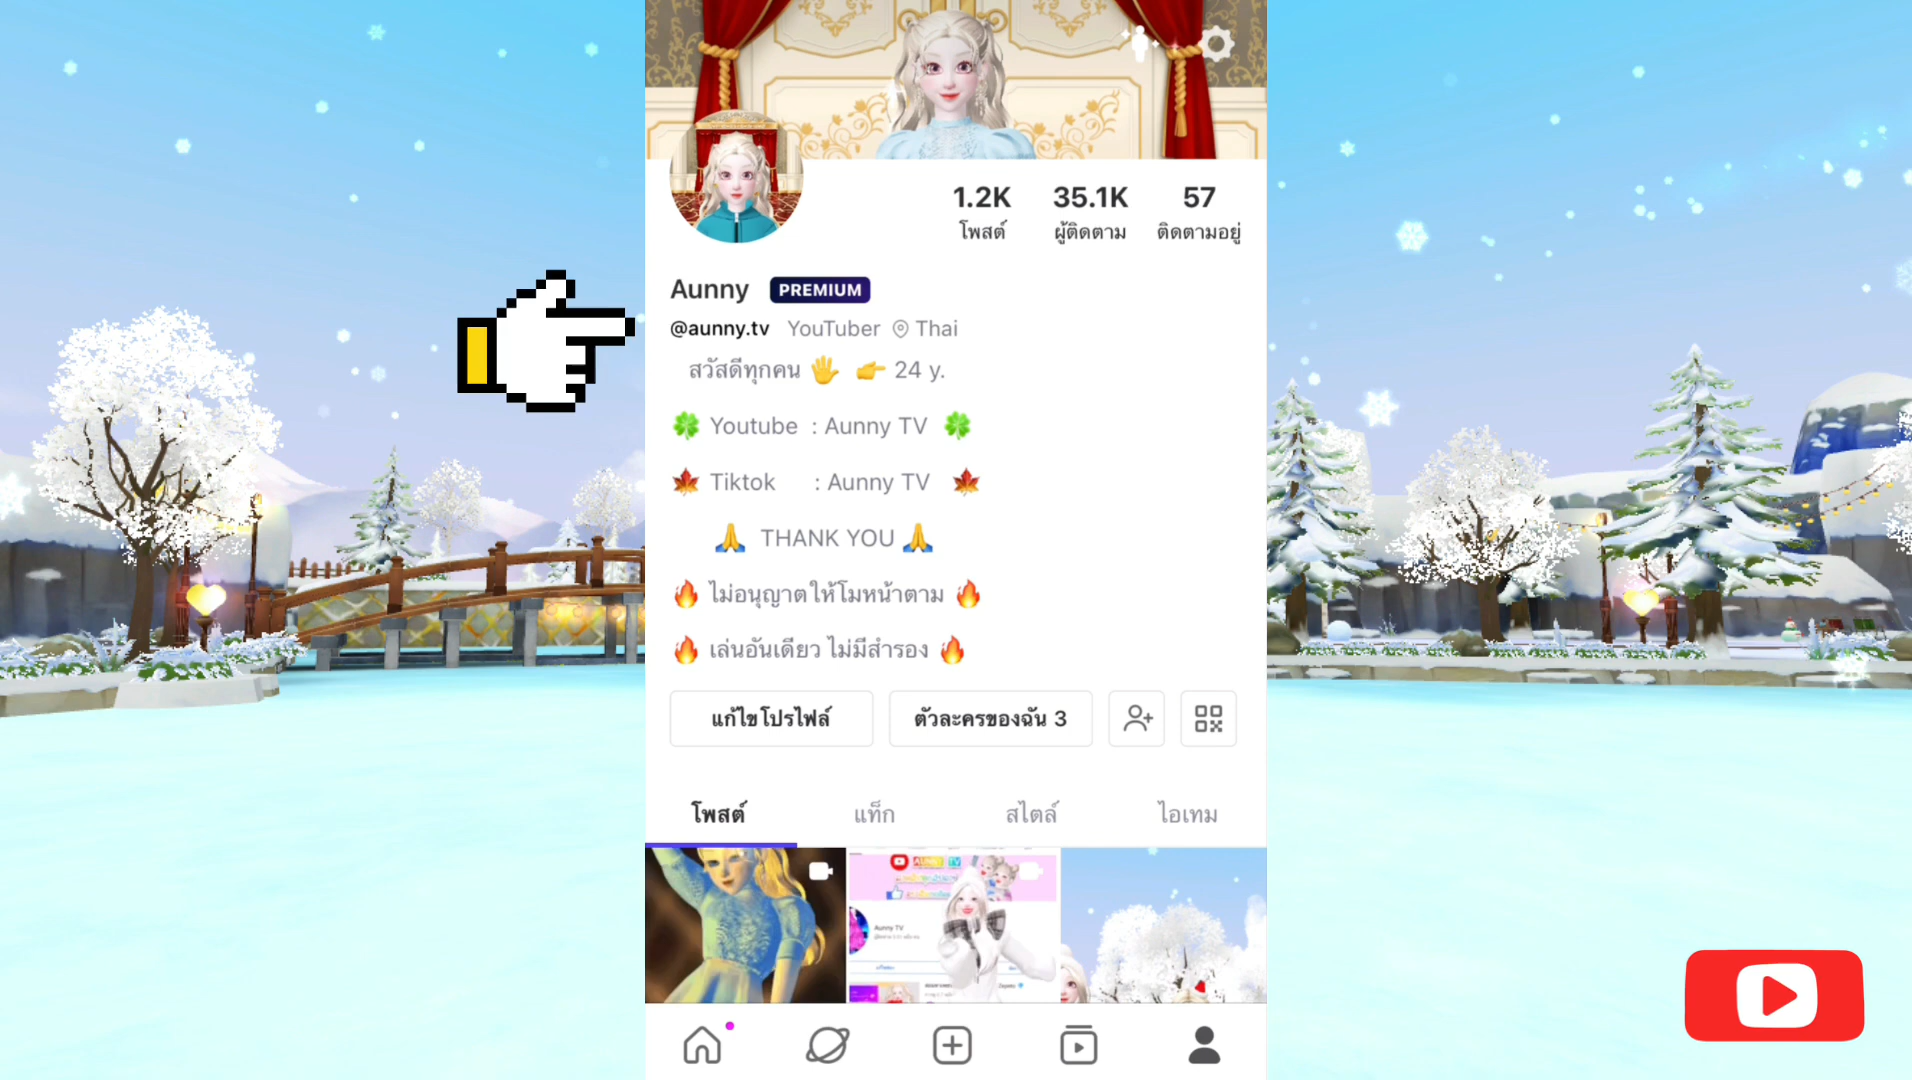 1.2K 35.1K 57
โพสต์ ผู้ติดตาม ติดตามอยู่
Aunny PREMIUM
@aunny.tv YouTuber Thai
สวัสดีทุกคน 🖐 👉 24 y.
🍀 Youtube : Aunny TV 🍀
🍁 Tiktok : Aunny TV 🍁
🙏 THANK YOU 🙏
🔥 ไม่อนุญาตให้โมหน้าตาม 🔥
🔥 เล่นอันเดียว ไม่มีสำรอง 🔥
แก้ไขโปรไฟล์ ตัวละครของฉัน 3
โพสต์ แท็ก สไตล์ ไอเทม
AUNNY TV
Aunny TV